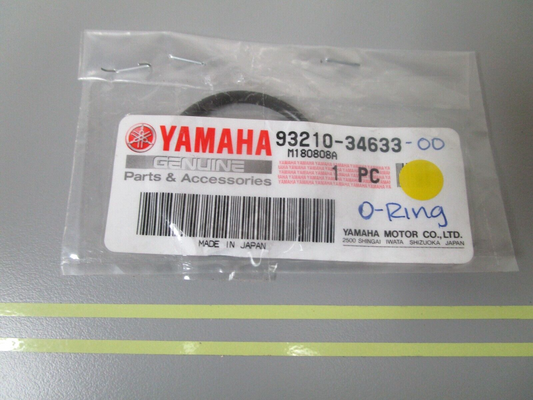 YAMAHA 93210-34633-00
M180808A
GENUINE
Parts & Accessories
1 PC
O-Ring
MADE IN JAPAN
YAMAHA MOTOR CO.,LTD.
2500 SHINGAI IWATA SHIZUOKA JAPAN